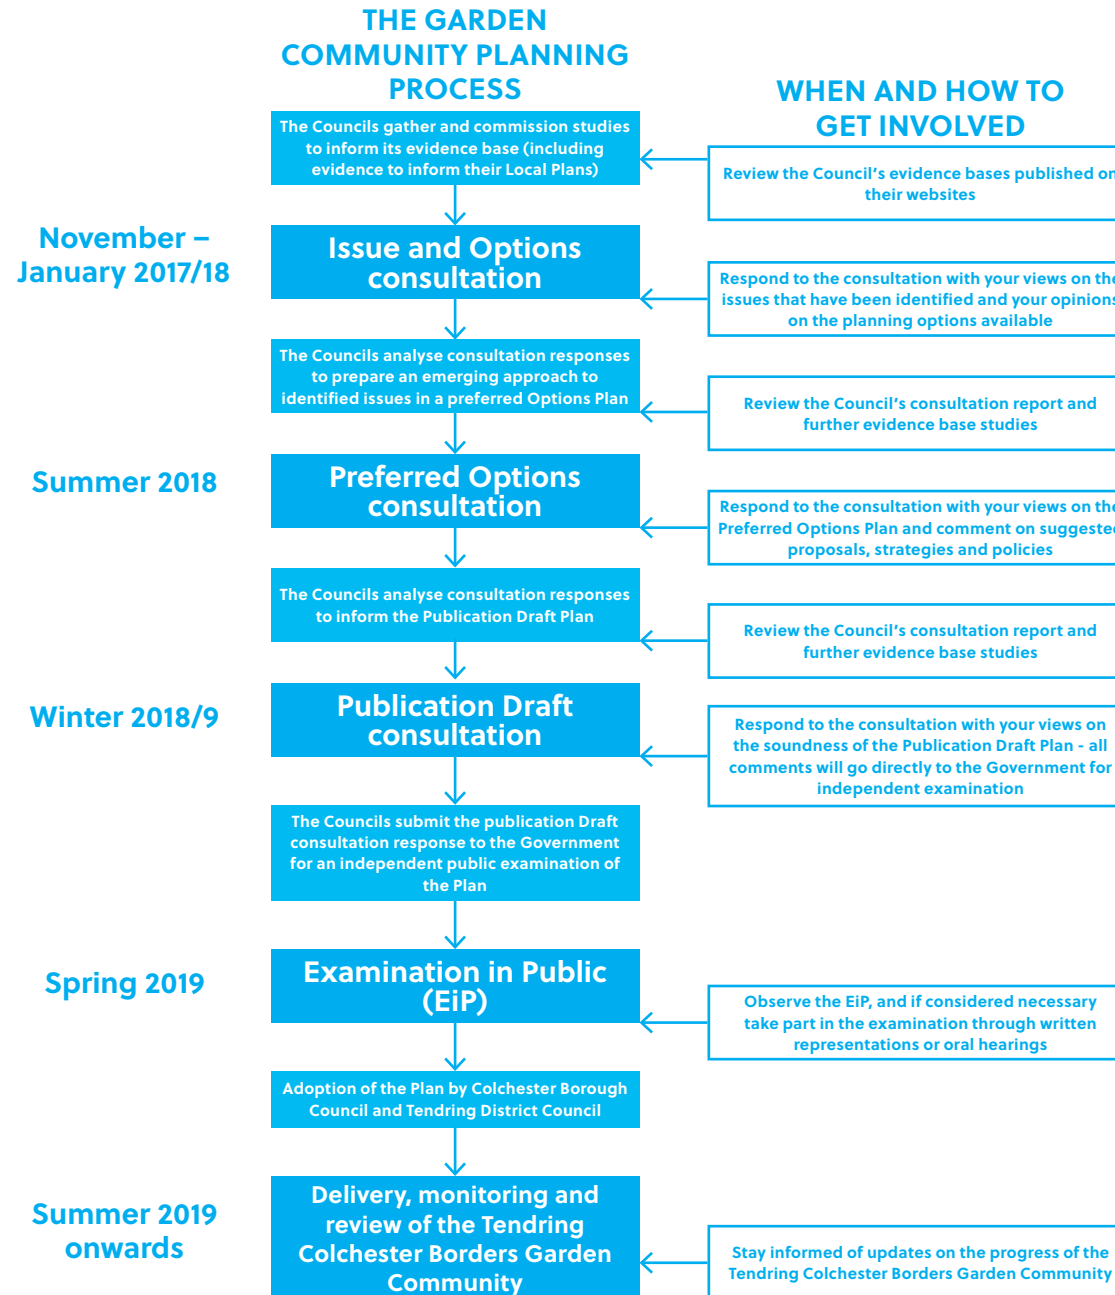 THE GARDEN
COMMUNITY PLANNING
PROCESS
WHEN AND HOW TO
GET INVOLVED
The Councils gather and commission studies
to inform its evidence base (including
evidence to inform their Local Plans)
Review the Council's evidence bases published on
their websites
November –
January 2017/18
Issue and Options
consultation
Respond to the consultation with your views on the
issues that have been identified and your opinions
on the planning options available
The Councils analyse consultation responses
to prepare an emerging approach to
identified issues in a preferred Options Plan
Review the Council's consultation report and
further evidence base studies
Summer 2018
Preferred Options
consultation
Respond to the consultation with your views on the
Preferred Options Plan and comment on suggested
proposals, strategies and policies
The Councils analyse consultation responses
to inform the Publication Draft Plan
Review the Council's consultation report and
further evidence base studies
Winter 2018/9
Publication Draft
consultation
Respond to the consultation with your views on
the soundness of the Publication Draft Plan - all
comments will go directly to the Government for
independent examination
The Councils submit the publication Draft
consultation response to the Government
for an independent public examination of
the Plan
Spring 2019
Examination in Public
(EiP)
Observe the EiP, and if considered necessary
take part in the examination through written
representations or oral hearings
Adoption of the Plan by Colchester Borough
Council and Tendring District Council
Summer 2019
onwards
Delivery, monitoring and
review of the Tendring
Colchester Borders Garden
Community
Stay informed of updates on the progress of the
Tendring Colchester Borders Garden Community